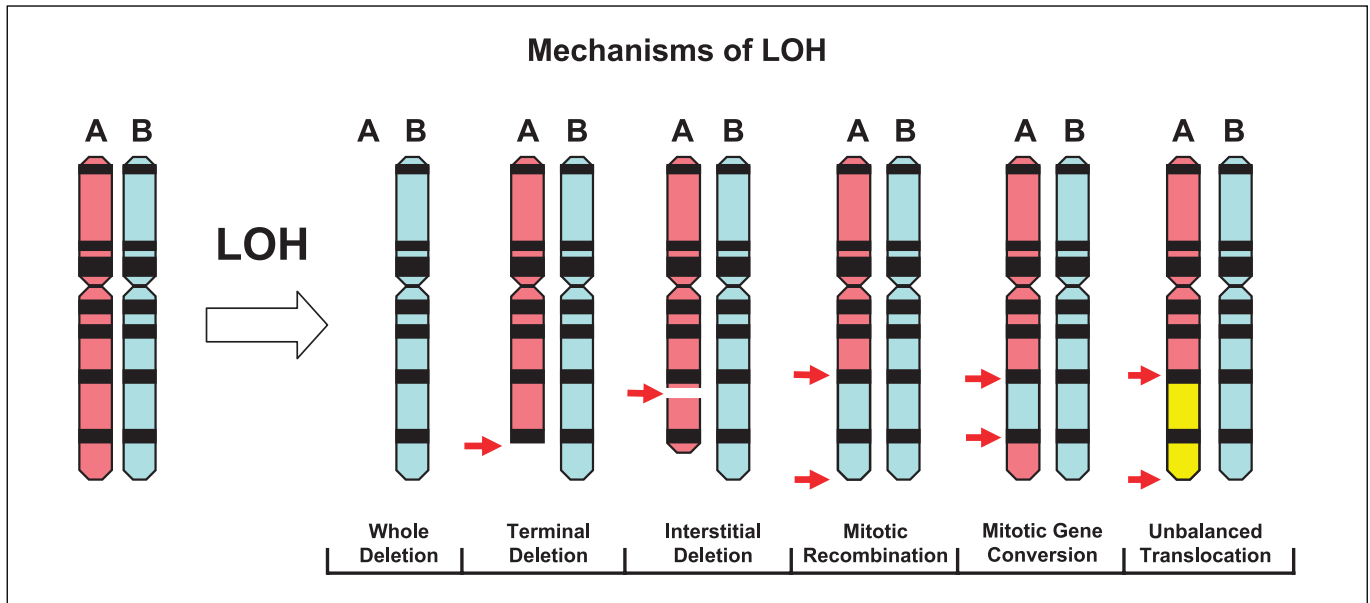 Mechanisms of LOH
A B
A B
A B
A B
A B
A B
A B
LOH
Whole
Deletion
Terminal
Deletion
Interstitial
Deletion
Mitotic
Recombination
Mitotic Gene
Conversion
Unbalanced
Translocation